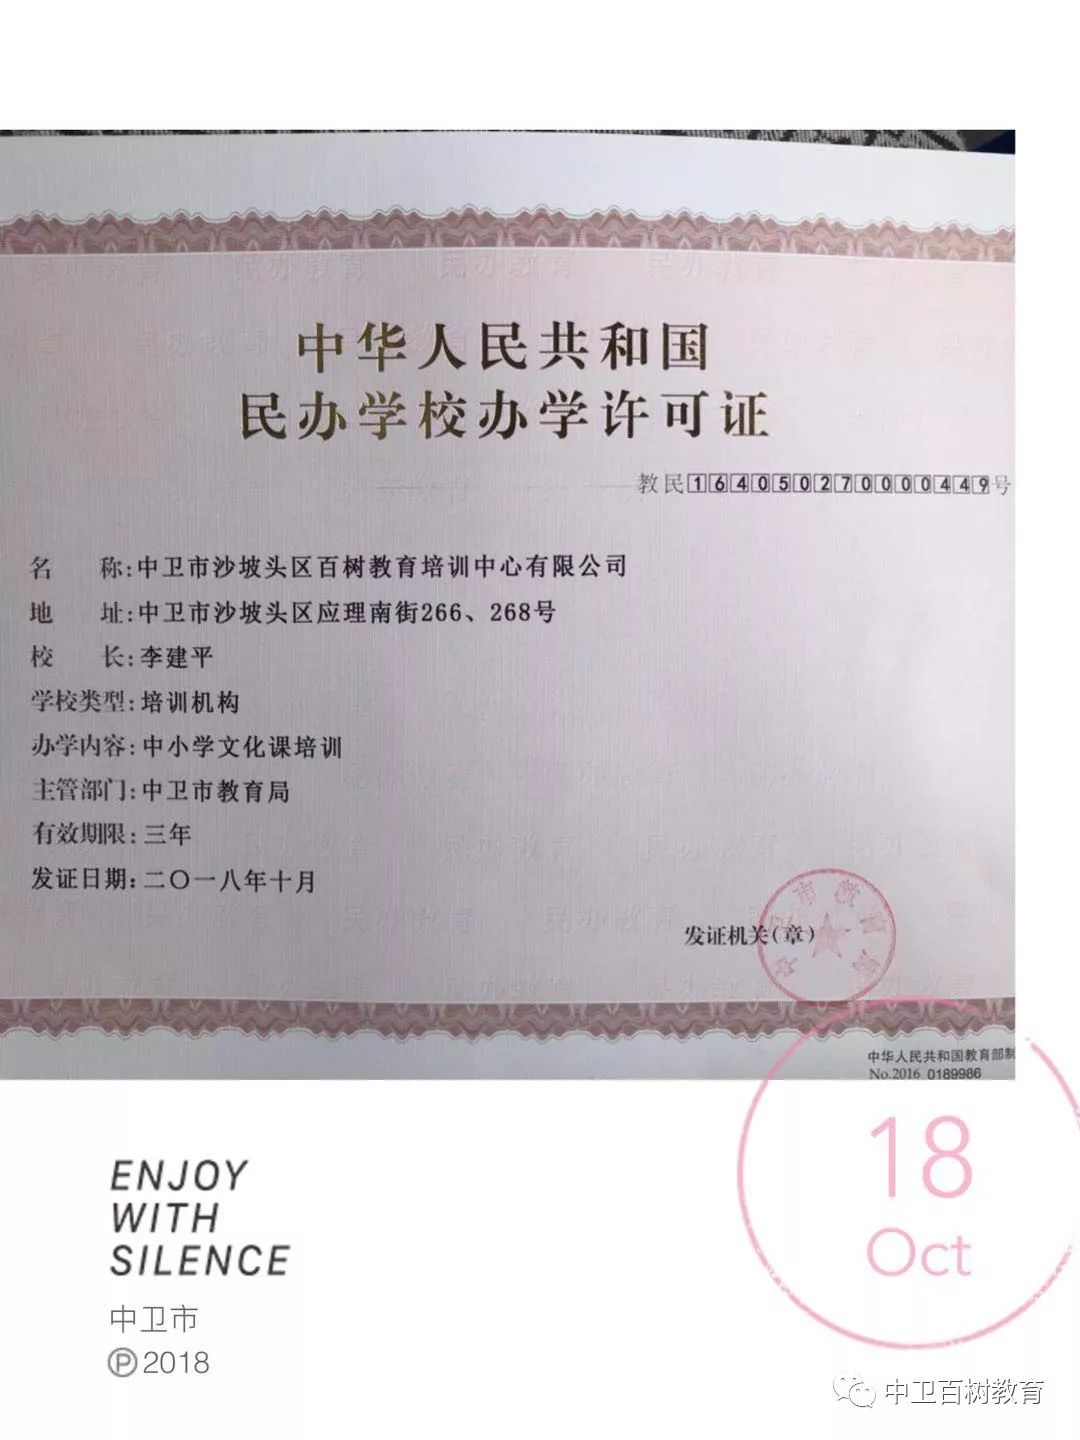 中华人民共和国
民办学校办学许可证
教民164050270000449号
名 称:中卫市沙坡头区百树教育培训中心有限公司
地 址:中卫市沙坡头区应理南街266、268号
校 长:李建平
学校类型:培训机构
办学内容:中小学文化课培训
主管部门:中卫市教育局
有效期限:三年
发证日期:二〇一八年十月
发证机关(章)
中卫市教育局
中华人民共和国教育部制
No.2016 0189986
18
Oct
ENJOY
WITH
SILENCE
中卫市
Ⓟ2018
中卫百树教育